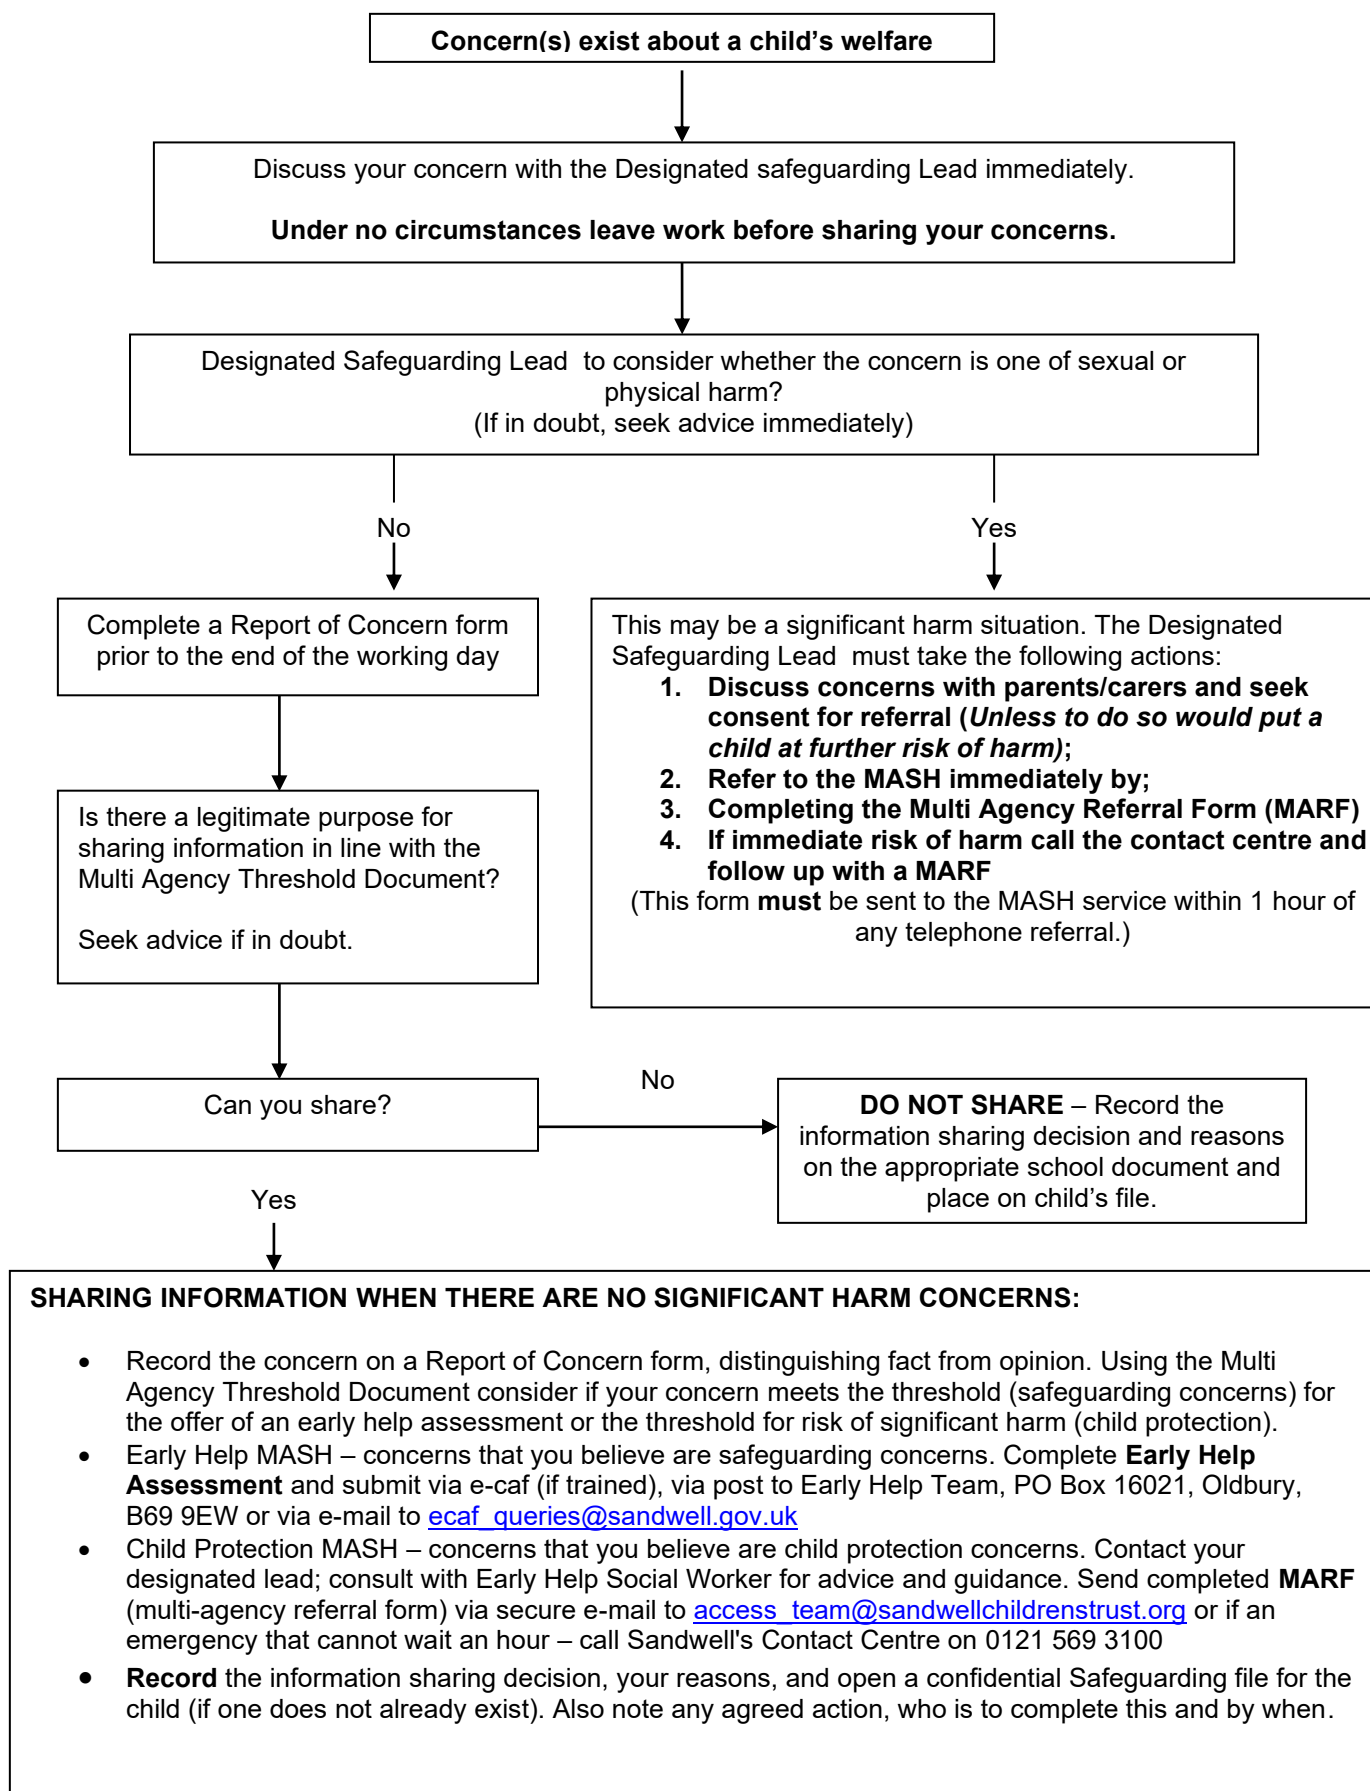 Concern(s) exist about a child's welfare
Discuss your concern with the Designated safeguarding Lead immediately.
Under no circumstances leave work before sharing your concerns.
Designated Safeguarding Lead  to consider whether the concern is one of sexual or
physical harm?
(If in doubt, seek advice immediately)
No
Yes
Complete a Report of Concern form
prior to the end of the working day
This may be a significant harm situation. The Designated
Safeguarding Lead  must take the following actions:
1. Discuss concerns with parents/carers and seek
consent for referral (Unless to do so would put a
child at further risk of harm);
2. Refer to the MASH immediately by;
3. Completing the Multi Agency Referral Form (MARF)
4. If immediate risk of harm call the contact centre and
follow up with a MARF
(This form must be sent to the MASH service within 1 hour of
any telephone referral.)
Is there a legitimate purpose for
sharing information in line with the
Multi Agency Threshold Document?
Seek advice if in doubt.
Can you share?
No
DO NOT SHARE – Record the
information sharing decision and reasons
on the appropriate school document and
place on child's file.
Yes
SHARING INFORMATION WHEN THERE ARE NO SIGNIFICANT HARM CONCERNS:
• Record the concern on a Report of Concern form, distinguishing fact from opinion. Using the Multi
Agency Threshold Document consider if your concern meets the threshold (safeguarding concerns) for
the offer of an early help assessment or the threshold for risk of significant harm (child protection).
• Early Help MASH – concerns that you believe are safeguarding concerns. Complete Early Help
Assessment and submit via e-caf (if trained), via post to Early Help Team, PO Box 16021, Oldbury,
B69 9EW or via e-mail to ecaf_queries@sandwell.gov.uk
• Child Protection MASH – concerns that you believe are child protection concerns. Contact your
designated lead; consult with Early Help Social Worker for advice and guidance. Send completed MARF
(multi-agency referral form) via secure e-mail to access_team@sandwellchildrenstrust.org or if an
emergency that cannot wait an hour – call Sandwell's Contact Centre on 0121 569 3100
• Record the information sharing decision, your reasons, and open a confidential Safeguarding file for the
child (if one does not already exist). Also note any agreed action, who is to complete this and by when.